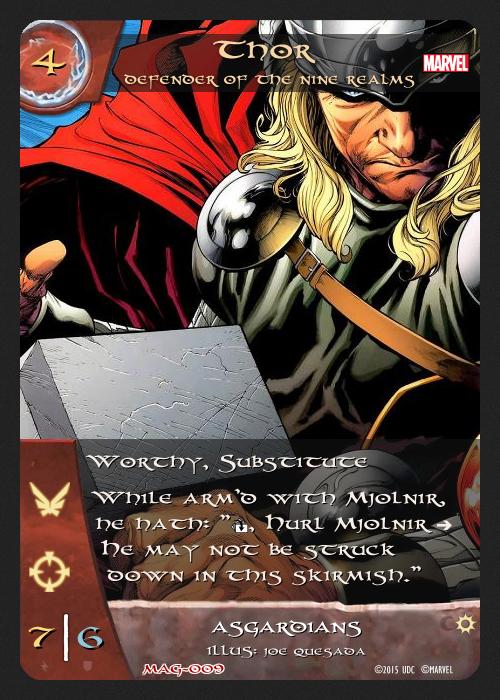 4
Thor
Defender of the Nine Realms
MARVEL
Worthy, Substitute
While arm'd with Mjolnir,
he hath: " , Hurl Mjolnir →
He may not be struck
down in this skirmish."
7|6
ASGARDIANS
Illus: Joe Quesada
MAG-009
©2015 UDC ©MARVEL